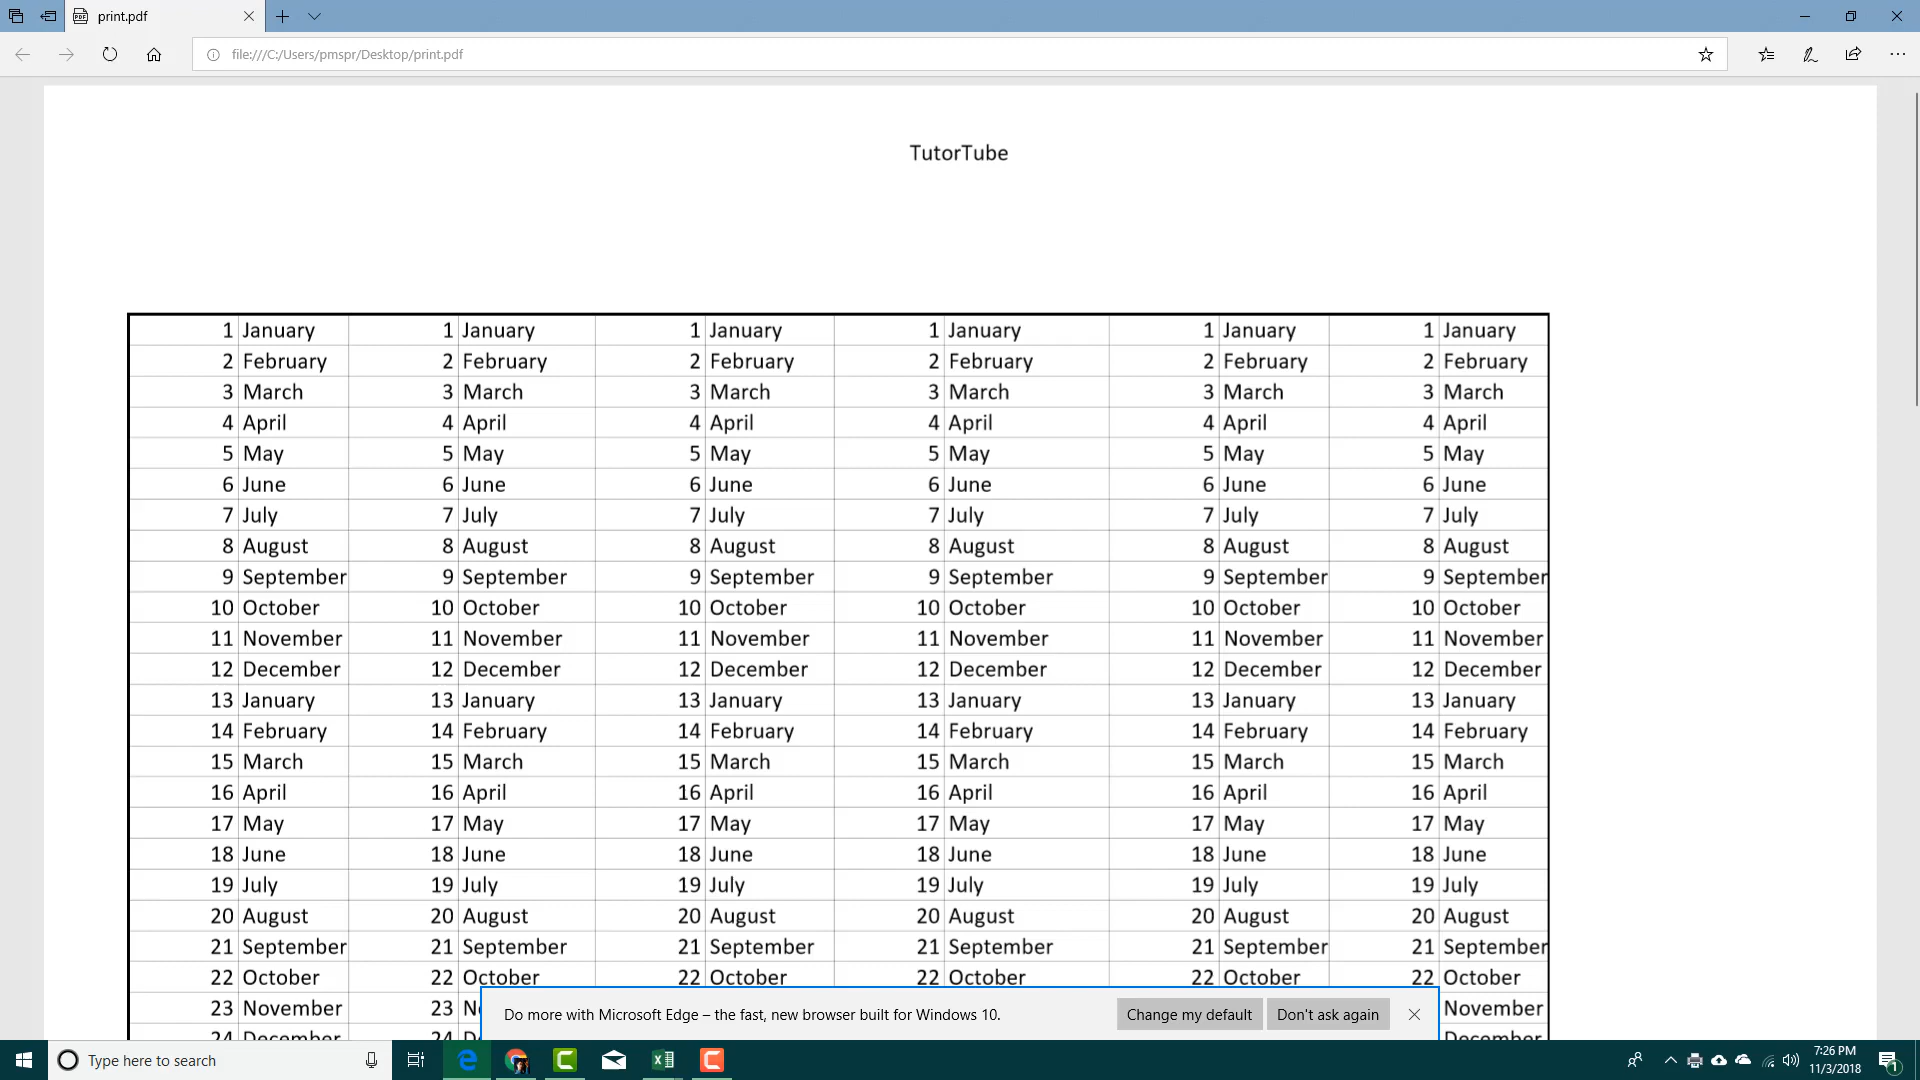 print.pdf
file:///C:/Users/pmspr/Desktop/print.pdf
TutorTube
1 January 1 January 1 January 1 January 1 January 1 January
2 February 2 February 2 February 2 February 2 February 2 February
3 March 3 March 3 March 3 March 3 March 3 March
4 April 4 April 4 April 4 April 4 April 4 April
5 May 5 May 5 May 5 May 5 May 5 May
6 June 6 June 6 June 6 June 6 June 6 June
7 July 7 July 7 July 7 July 7 July 7 July
8 August 8 August 8 August 8 August 8 August 8 August
9 September 9 September 9 September 9 September 9 September 9 September
10 October 10 October 10 October 10 October 10 October 10 October
11 November 11 November 11 November 11 November 11 November 11 November
12 December 12 December 12 December 12 December 12 December 12 December
13 January 13 January 13 January 13 January 13 January 13 January
14 February 14 February 14 February 14 February 14 February 14 February
15 March 15 March 15 March 15 March 15 March 15 March
16 April 16 April 16 April 16 April 16 April 16 April
17 May 17 May 17 May 17 May 17 May 17 May
18 June 18 June 18 June 18 June 18 June 18 June
19 July 19 July 19 July 19 July 19 July 19 July
20 August 20 August 20 August 20 August 20 August 20 August
21 September 21 September 21 September 21 September 21 September 21 September
22 October 22 October 22 October 22 October 22 October 22 October
23 November 23 November
24 December 24 December
Do more with Microsoft Edge – the fast, new browser built for Windows 10.
Change my default
Don't ask again
Type here to search
7:26 PM
11/3/2018
1